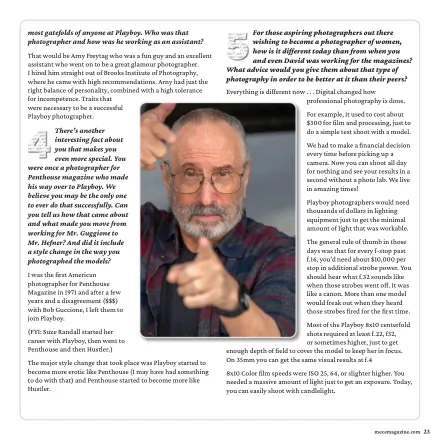 most gatefolds of anyone at Playboy. Who was that
photographer and how was he working as an assistant?
That would be Arny Freytag who was a fun guy and an excellent
assistant who went on to be a great glamour photographer.
I hired him straight out of Brooks Institute of Photography,
where he came with high recommendations. Arny had just the
right balance of personality, combined with a high tolerance
for incompetence. Traits that
were necessary to be a successful
Playboy photographer.
4
There's another
interesting fact about
you that makes you
even more special. You
were once a photographer for
Penthouse magazine who made
his way over to Playboy. We
believe you may be the only one
to ever do that successfully. Can
you tell us how that came about
and what made you move from
working for Mr. Guggione to
Mr. Hefner? And did it include
a style change in the way you
photographed the models?
I was the first American
photographer for Penthouse
Magazine in 1971 and after a few
years and a disagreement ($$$)
with Bob Guccione, I left them to
join Playboy.
(FYI: Suze Randall started her
career with Playboy, then went to
Penthouse and then Hustler.)
The major style change that took place was Playboy started to
become more erotic like Penthouse (I may have had something
to do with that) and Penthouse started to become more like
Hustler.
5
For those aspiring photographers out there
wishing to become a photographer of women,
how is it different today than from when you
and even David was working for the magazines?
What advice would you give them about that type of
photography in order to be better at it than their peers?
Everything is different now . . . Digital changed how
professional photography is done.
For example, it used to cost about
$300 for film and processing, just to
do a simple test shoot with a model.
We had to make a financial decision
every time before picking up a
camera. Now you can shoot all day
for nothing and see your results in a
second without a photo lab. We live
in amazing times!
Playboy photographers would need
thousands of dollars in lighting
equipment just to get the minimal
amount of light that was workable.
The general rule of thumb in those
days was that for every f-stop past
f.16, you'd need about $10,000 per
stop in additional strobe power. You
should hear what f.32 sounds like
when those strobes went off. It was
like a canon. More than one model
would freak out when they heard
those strobes fired for the first time.
Most of the Playboy 8x10 centerfold
shots required at least f.22, f32,
or sometimes higher, just to get
enough depth of field to cover the model to keep her in focus.
On 35mm you can get the same visual results at f.4
8x10 Color film speeds were ISO 25, 64, or slighter higher. You
needed a massive amount of light just to get an exposure. Today,
you can easily shoot with candlelight.
mecemagazine.com 23